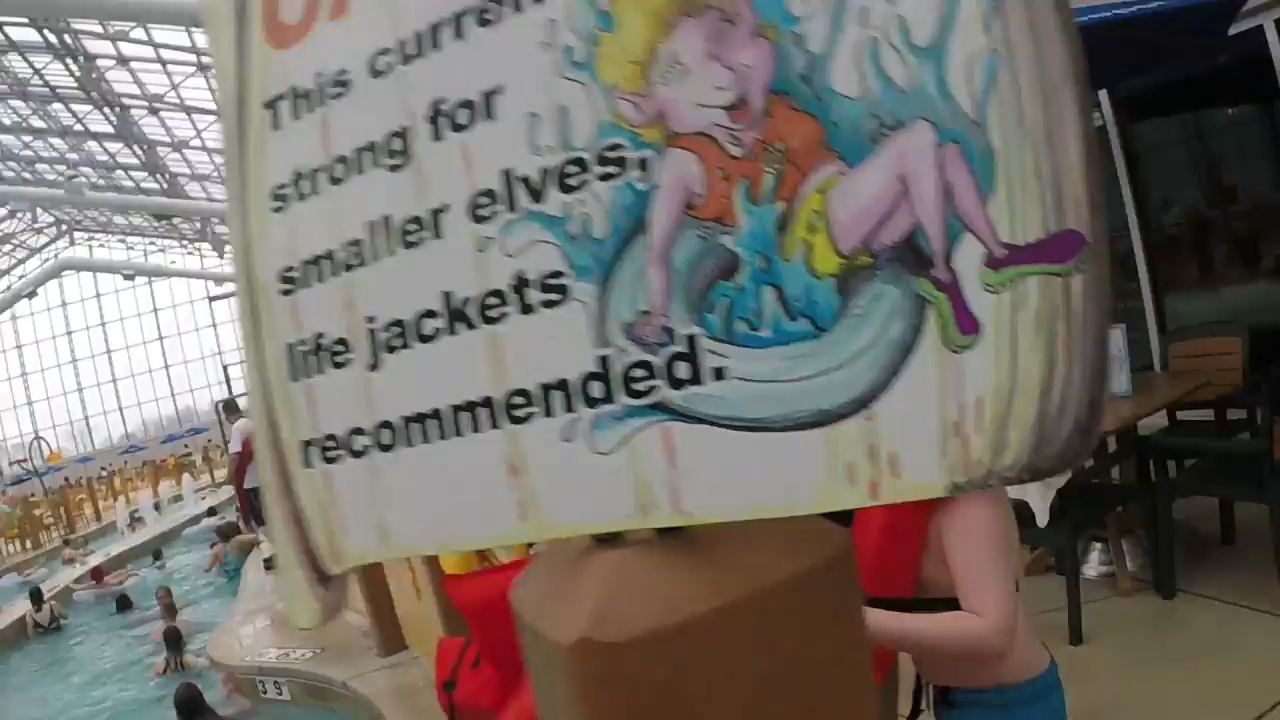 This
strong for
smaller elves,
life jackets
recommended.
39